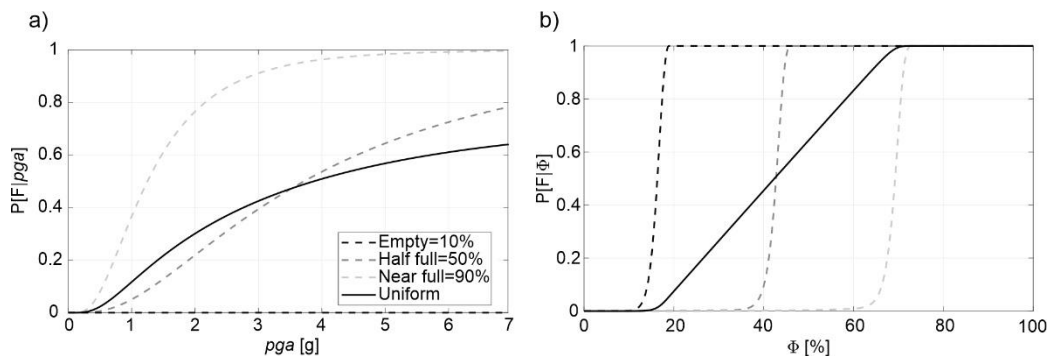 a)
1
0.8
0.6
0.4
0.2
0
P[F|pga]
Empty=10%
Half full=50%
Near full=90%
Uniform
0 1 2 3 4 5 6 7
pga [g]
b)
1
0.8
0.6
0.4
0.2
0
P[F|Φ]
0 20 40 60 80 100
Φ [%]